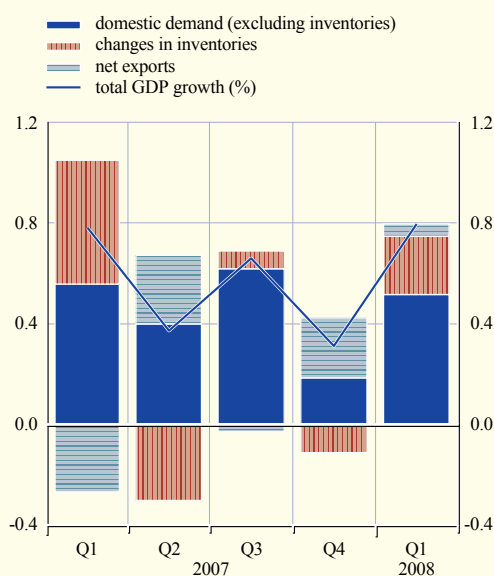 domestic demand (excluding inventories)
changes in inventories
net exports
total GDP growth (%)
1.2 1.2
0.8 0.8
0.4 0.4
0.0 0.0
-0.4 -0.4
Q1 Q2 Q3 Q4 Q1
2007 2008